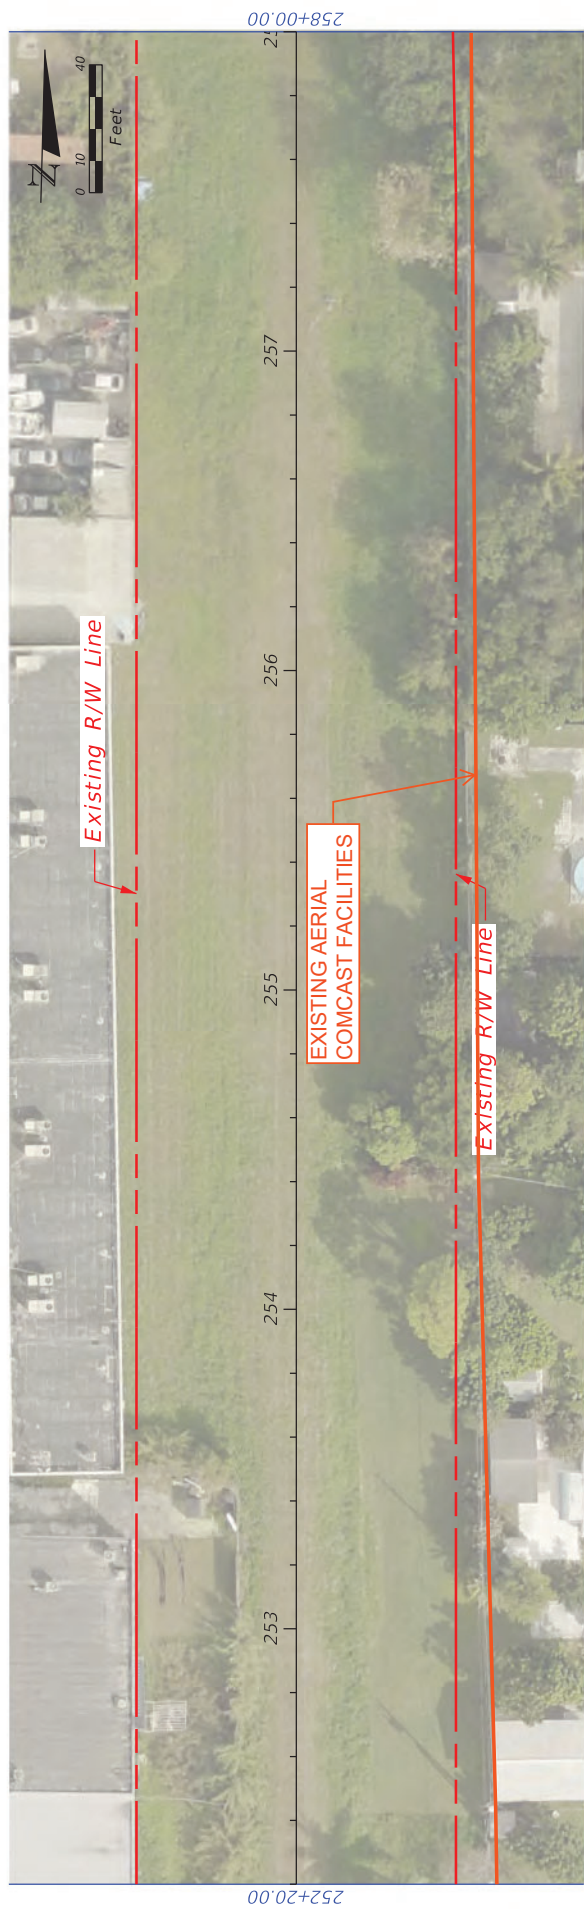 258+00.00
25
40
10
0
Feet
N
257
256
Existing R/W Line
EXISTING AERIAL
COMCAST FACILITIES
255
Existing R/W Line
254
253
252+20.00